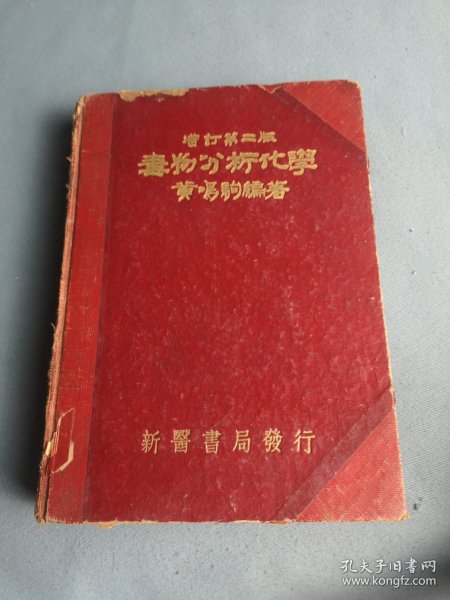 增订第二版
毒物分析化學
黄鳴駒編著
新醫書局發行
孔夫子旧书网
www.kongfz.com